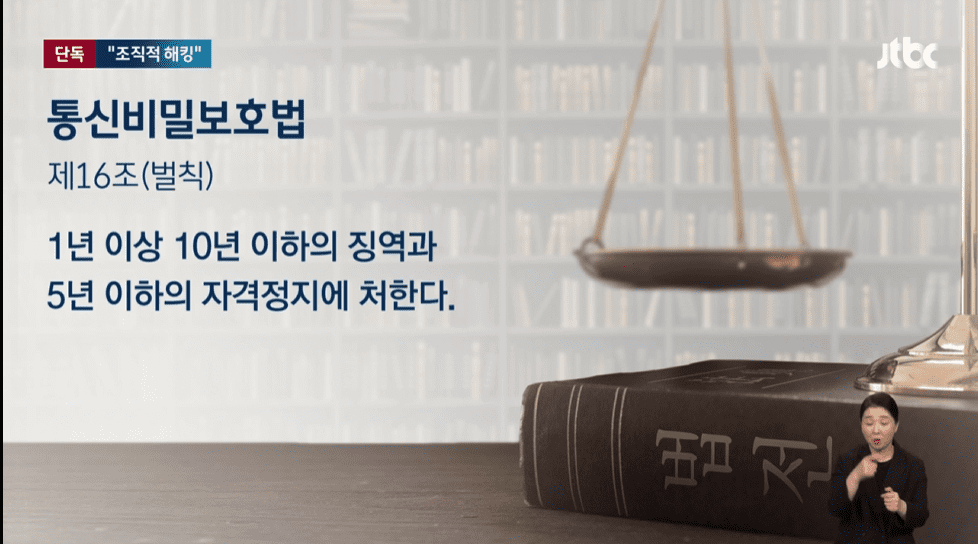 단독 "조직적 해킹"
jtbc
통신비밀보호법
제16조(벌칙)
1년 이상 10년 이하의 징역과
5년 이하의 자격정지에 처한다.
법전